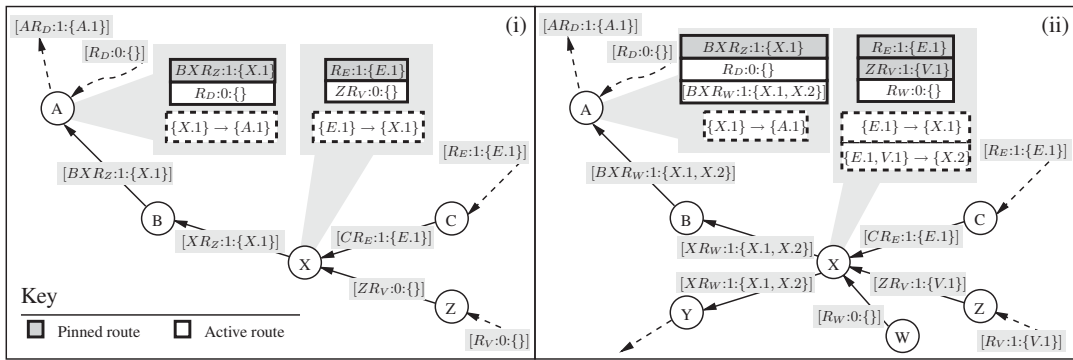 (i)
[AR_D:1:{A.1}]
[R_D:0:{}]
BXR_Z:1:{X.1}
R_D:0:{}
{X.1} → {A.1}
R_E:1:{E.1}
ZR_V:0:{}
{E.1} → {X.1}
A
[BXR_Z:1:{X.1}]
[R_E:1:{E.1}]
B
C
[XR_Z:1:{X.1}]
[CR_E:1:{E.1}]
X
[ZR_V:0:{}]
Z
[R_V:0:{}]
Key
Pinned route
Active route
(ii)
[AR_D:1:{A.1}]
[R_D:0:{}]
BXR_Z:1:{X.1}
R_D:0:{}
[BXR_W:1:{X.1, X.2}]
{X.1} → {A.1}
R_E:1:{E.1}
ZR_V:1:{V.1}
R_W:0:{}
{E.1} → {X.1}
{E.1, V.1} → {X.2}
A
[R_E:1:{E.1}]
[BXR_W:1:{X.1, X.2}]
B
C
[XR_W:1:{X.1, X.2}]
[CR_E:1:{E.1}]
X
[XR_W:1:{X.1, X.2}]
[ZR_V:1:{V.1}]
Y
[R_W:0:{}]
Z
W
[R_V:1:{V.1}]